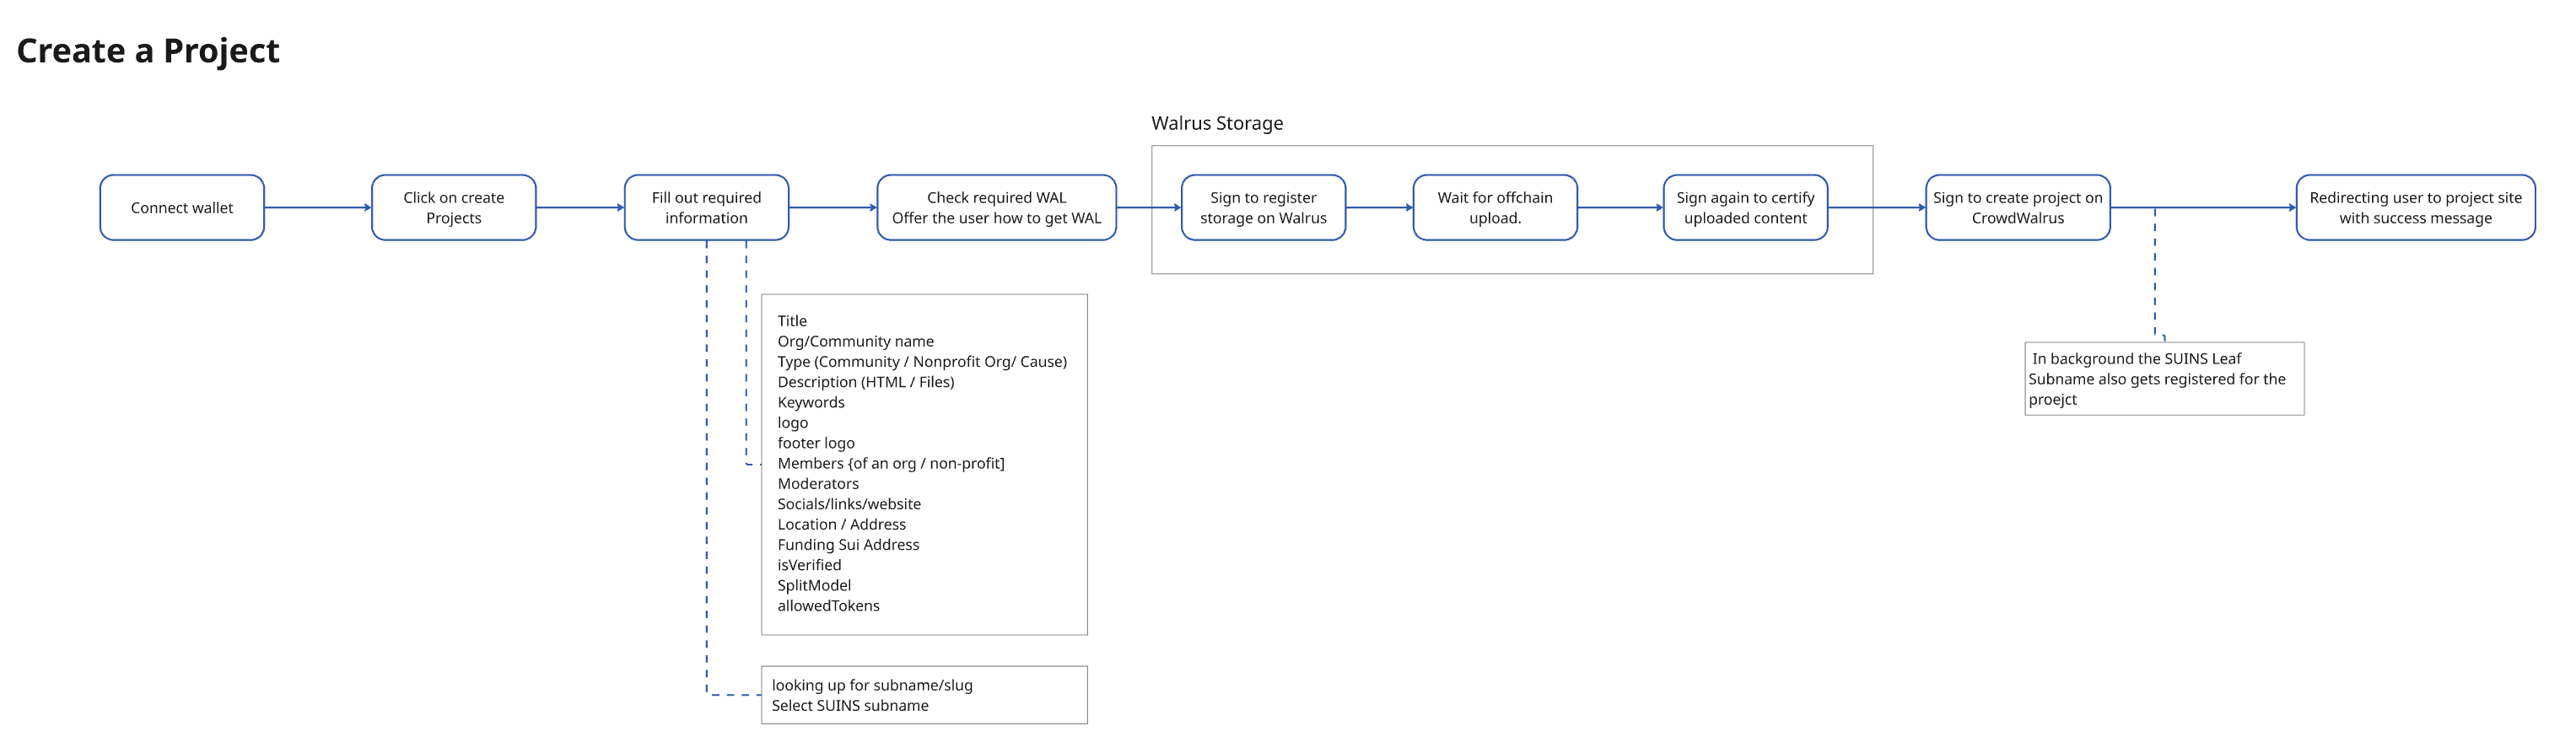 Create a Project
Walrus Storage
Connect wallet
Click on create
Projects
Fill out required
information
Check required WAL
Offer the user how to get WAL
Sign to register
storage on Walrus
Wait for offchain
upload.
Sign again to certify
uploaded content
Sign to create project on
CrowdWalrus
Redirecting user to project site
with success message
Title
Org/Community name
Type (Community / Nonprofit Org/ Cause)
Description (HTML / Files)
Keywords
logo
footer logo
Members {of an org / non-profit]
Moderators
Socials/links/website
Location / Address
Funding Sui Address
isVerified
SplitModel
allowedTokens
looking up for subname/slug
Select SUINS subname
In background the SUINS Leaf
Subname also gets registered for the
proejct